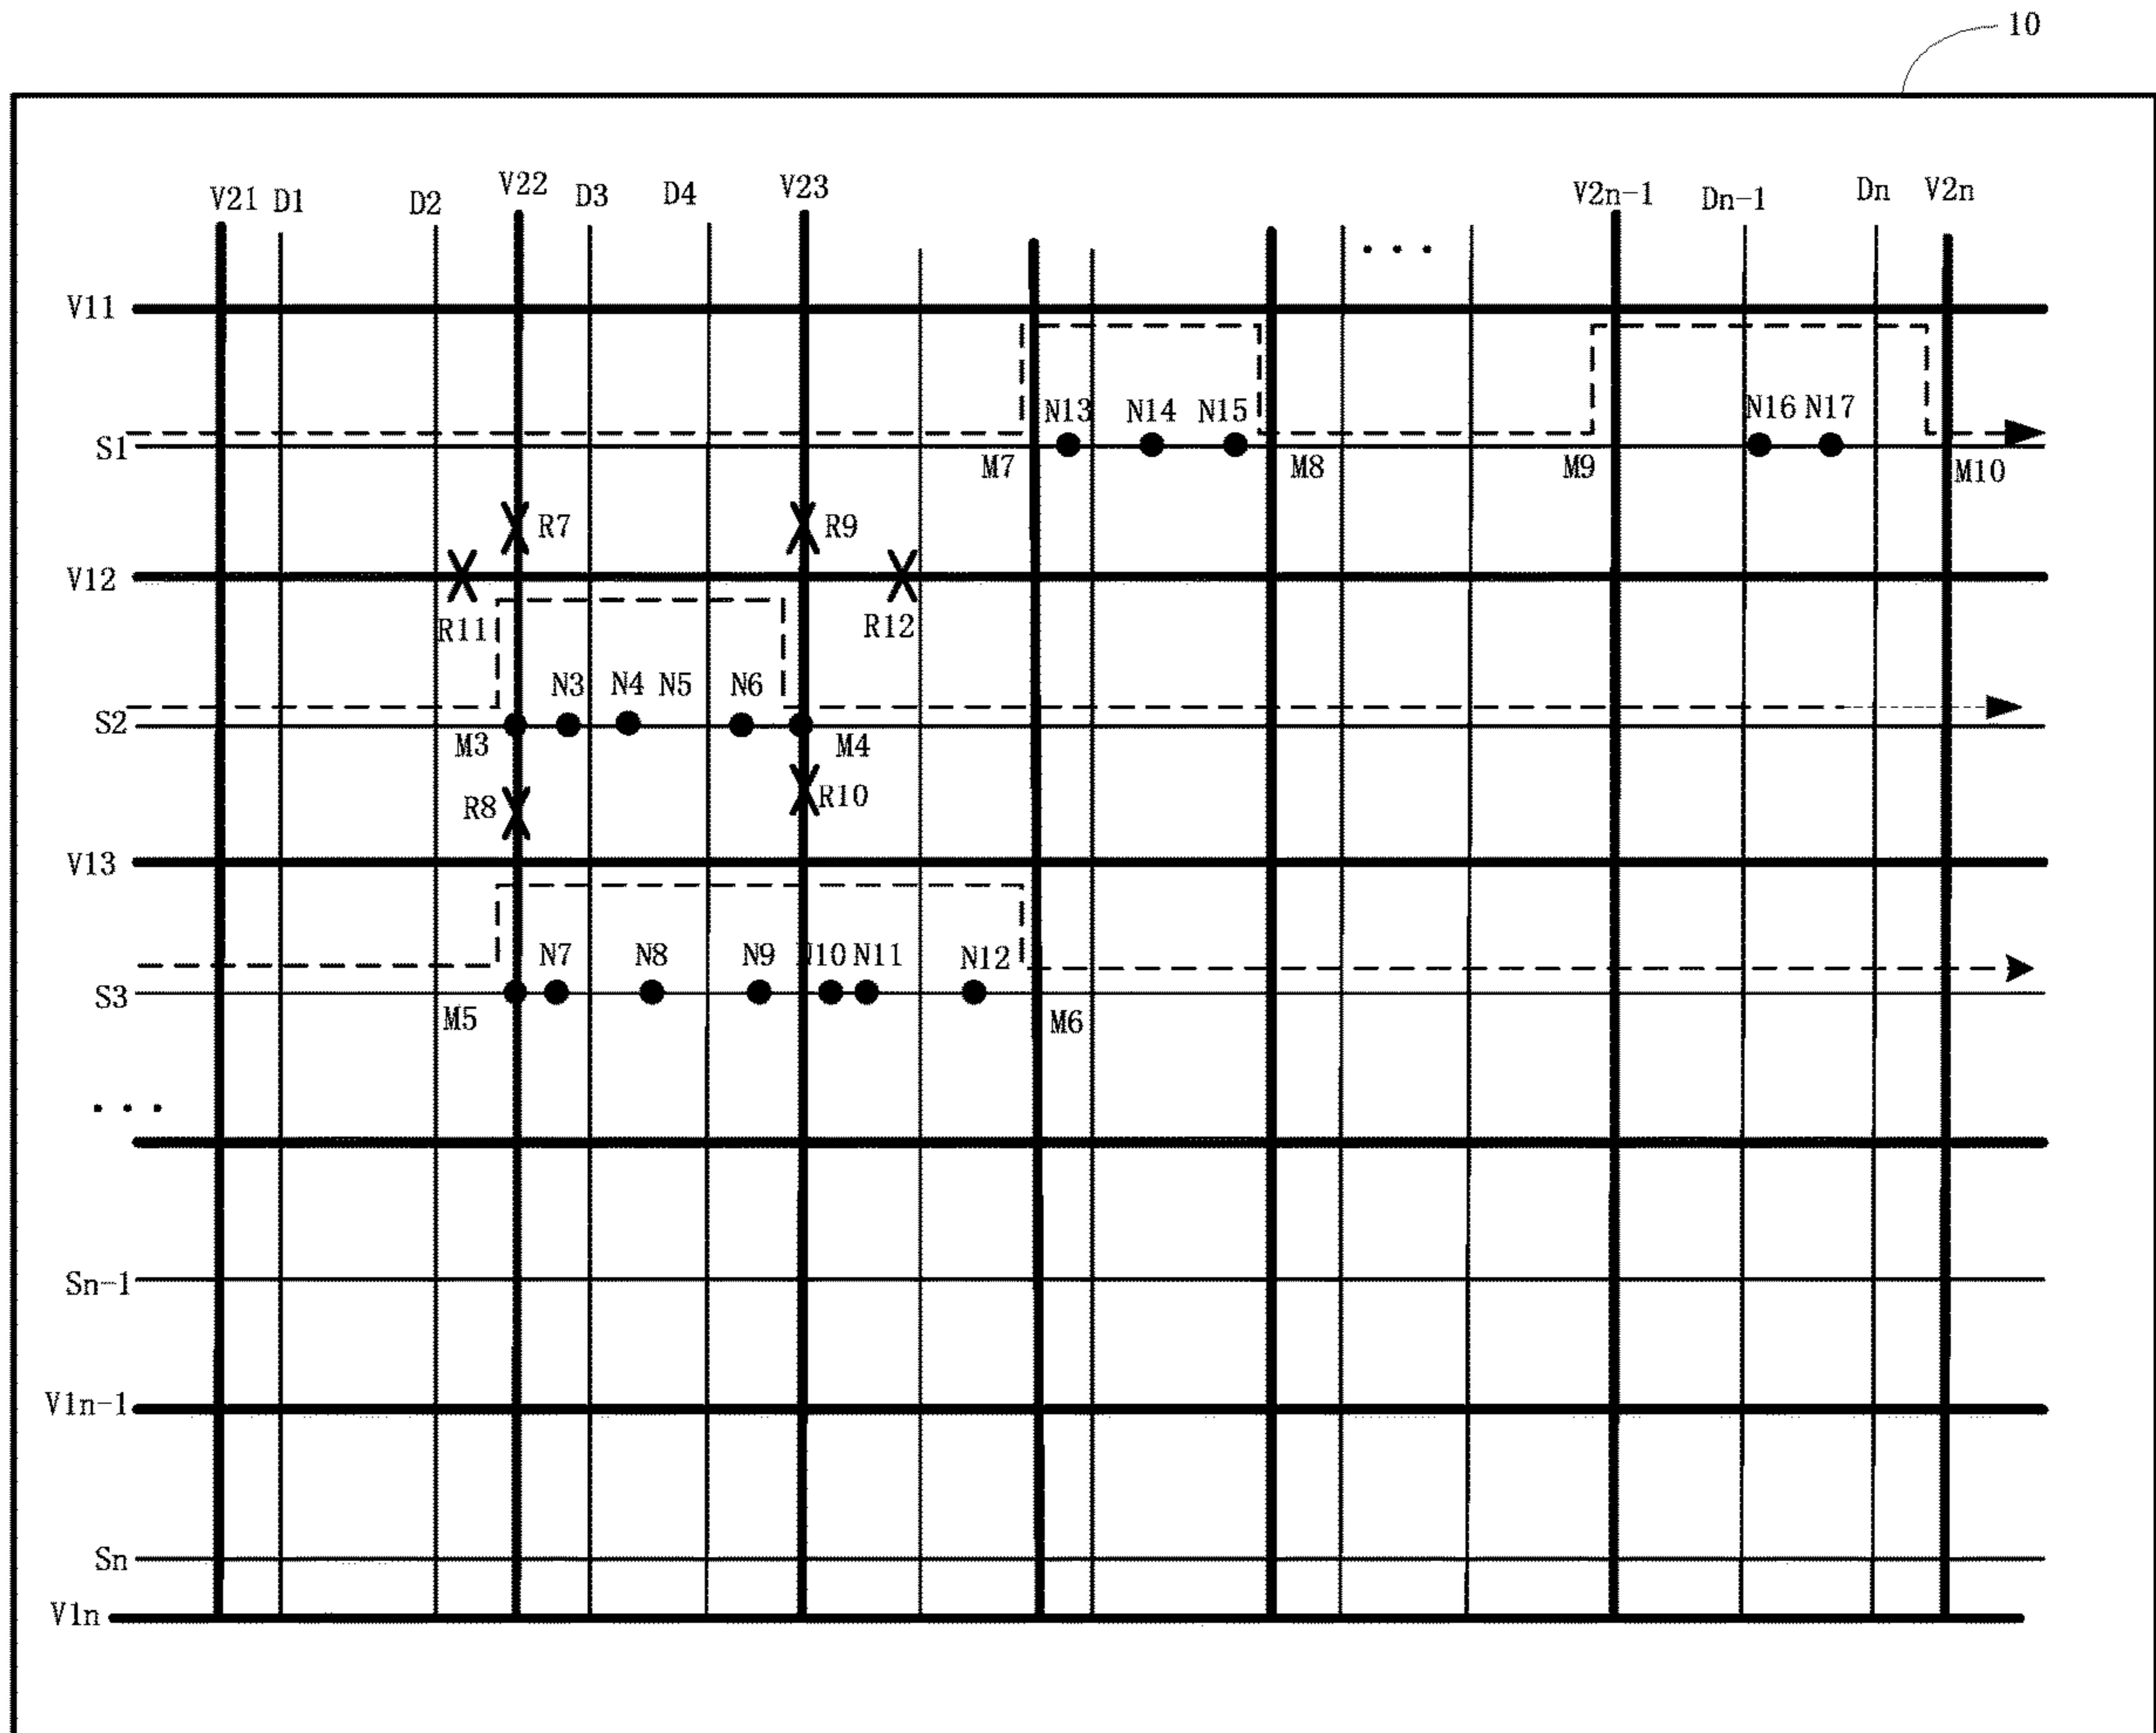 10
V21 D1 D2 V22 D3 D4 V23 V2n-1 Dn-1 Dn V2n
...
V11
N13 N14 N15 N16 N17
S1 M7 M8 M9 M10
R7 R9
V12
R11 R12
N3 N4 N5 N6
S2 M3 M4
R8 R10
V13
N7 N8 N9 N10 N11 N12
S3 M5 M6
...
Sn-1
V1n-1
Sn
V1n